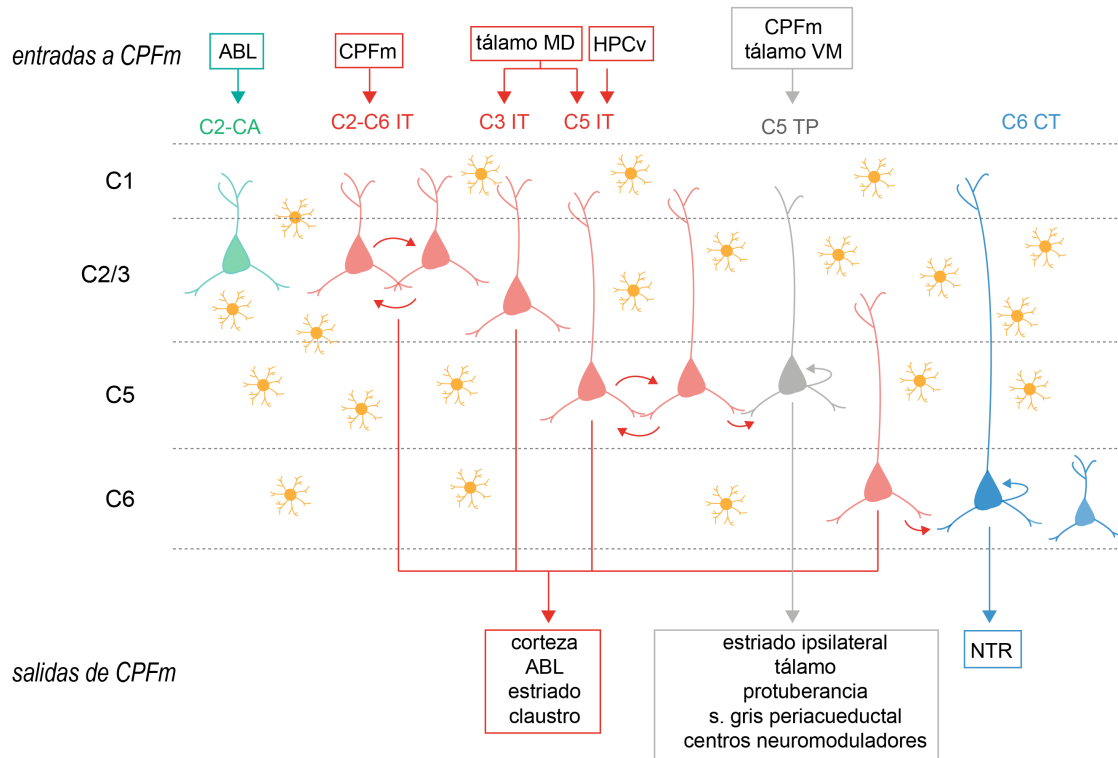 entradas a CPFm
ABL
CPFm
tálamo MD
HPCv
CPFm
tálamo VM
C2-CA
C2-C6 IT
C3 IT
C5 IT
C5 TP
C6 CT
C1
C2/3
C5
C6
salidas de CPFm
corteza
ABL
estriado
claustro
estriado ipsilateral
tálamo
protuberancia
s. gris periacueductal
centros neuromoduladores
NTR